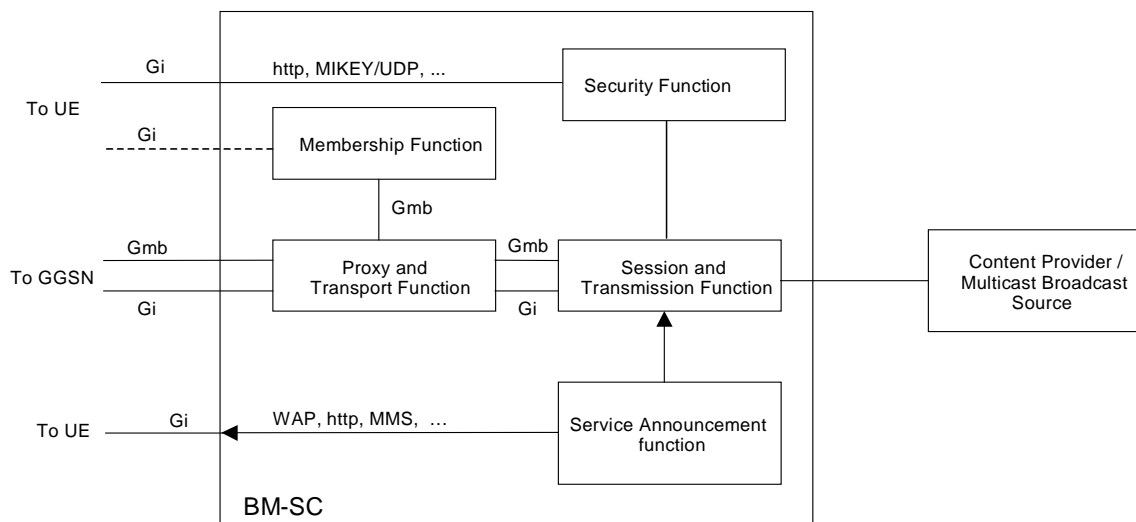 Gi
http, MIKEY/UDP, ...
Security Function
To UE
Gi
Membership Function
Gmb
Gmb
Gmb
To GGSN
Proxy and
Transport Function
Session and
Transmission Function
Content Provider /
Multicast Broadcast
Source
Gi
Gi
To UE
Gi
WAP, http, MMS, …
Service Announcement
function
BM-SC